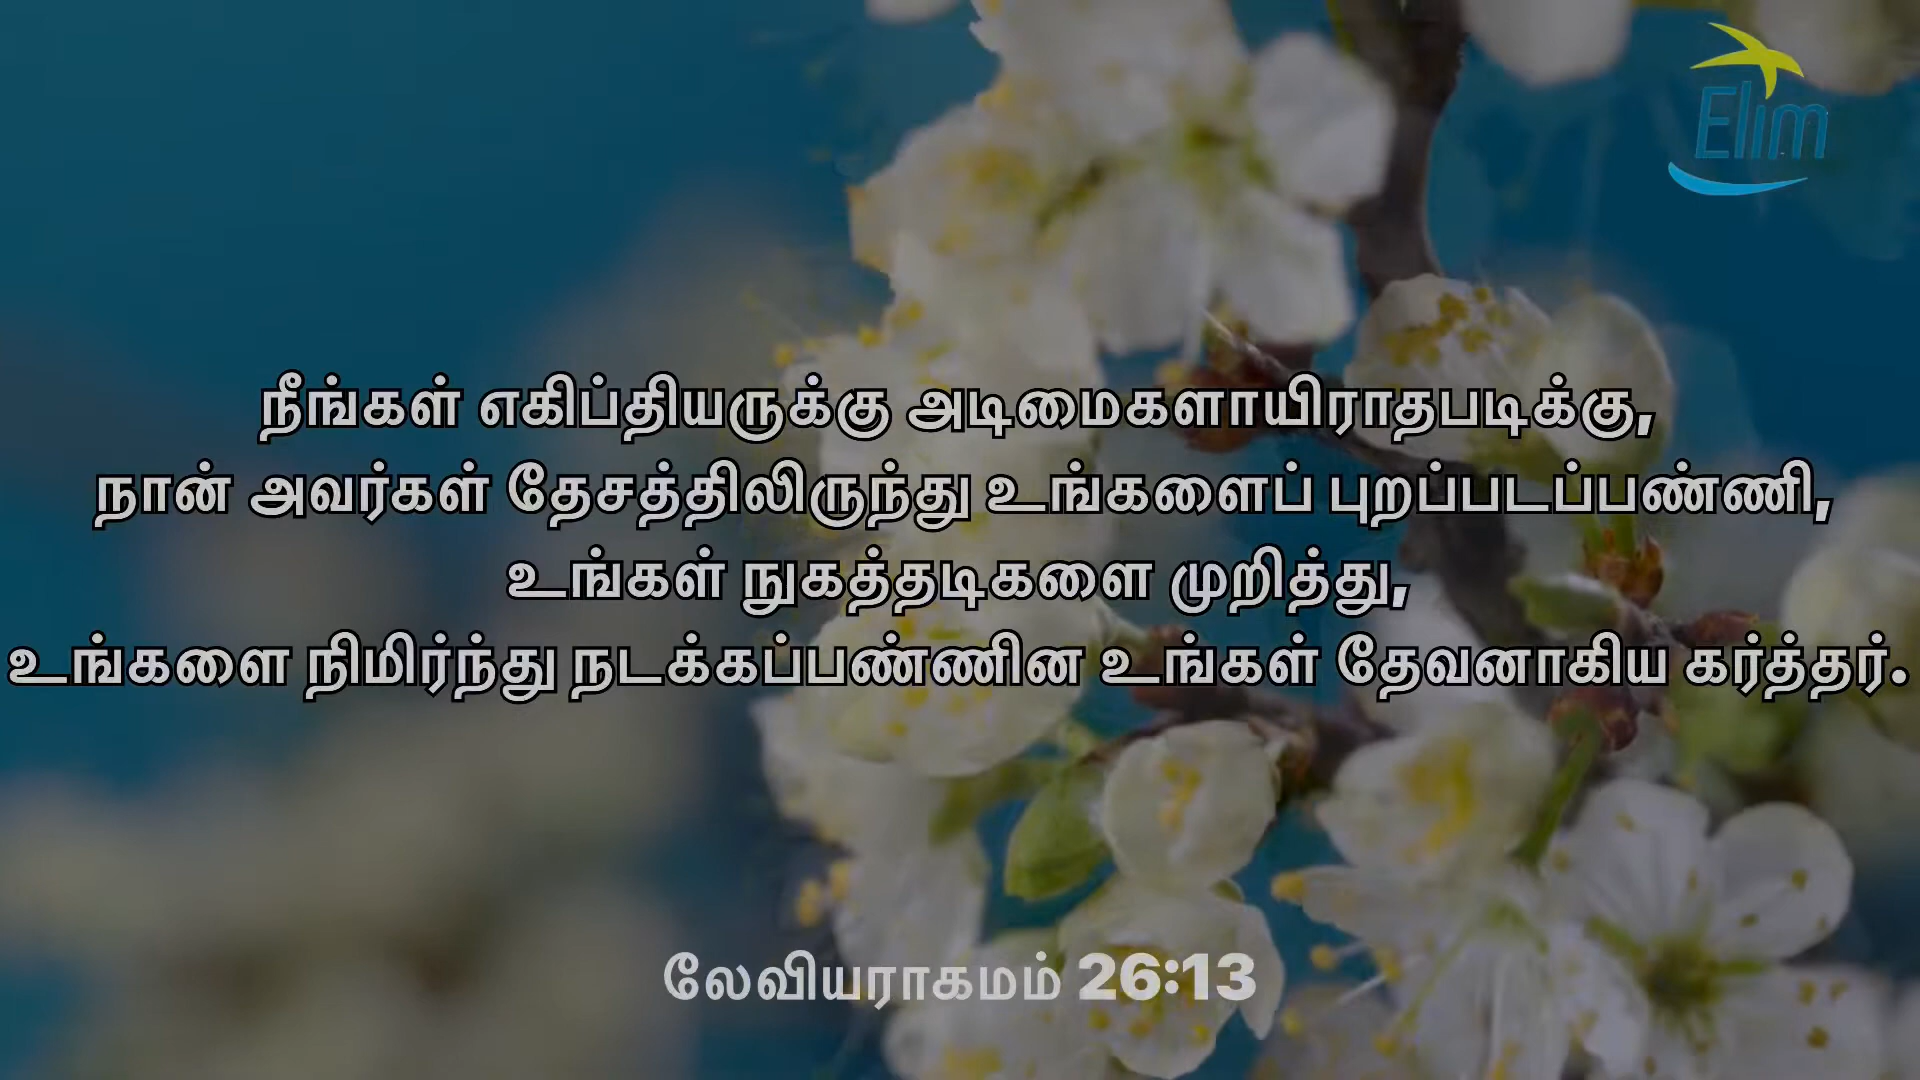 Elim
நீங்கள் எகிப்தியருக்கு அடிமைகளாயிராதபடிக்கு,
நான் அவர்கள் தேசத்திலிருந்து உங்களைப் புறப்படப்பண்ணி,
உங்கள் நுகத்தடிகளை முறித்து,
உங்களை நிமிர்ந்து நடக்கப்பண்ணின உங்கள் தேவனாகிய கர்த்தர்.
லேவியராகமம் 26:13